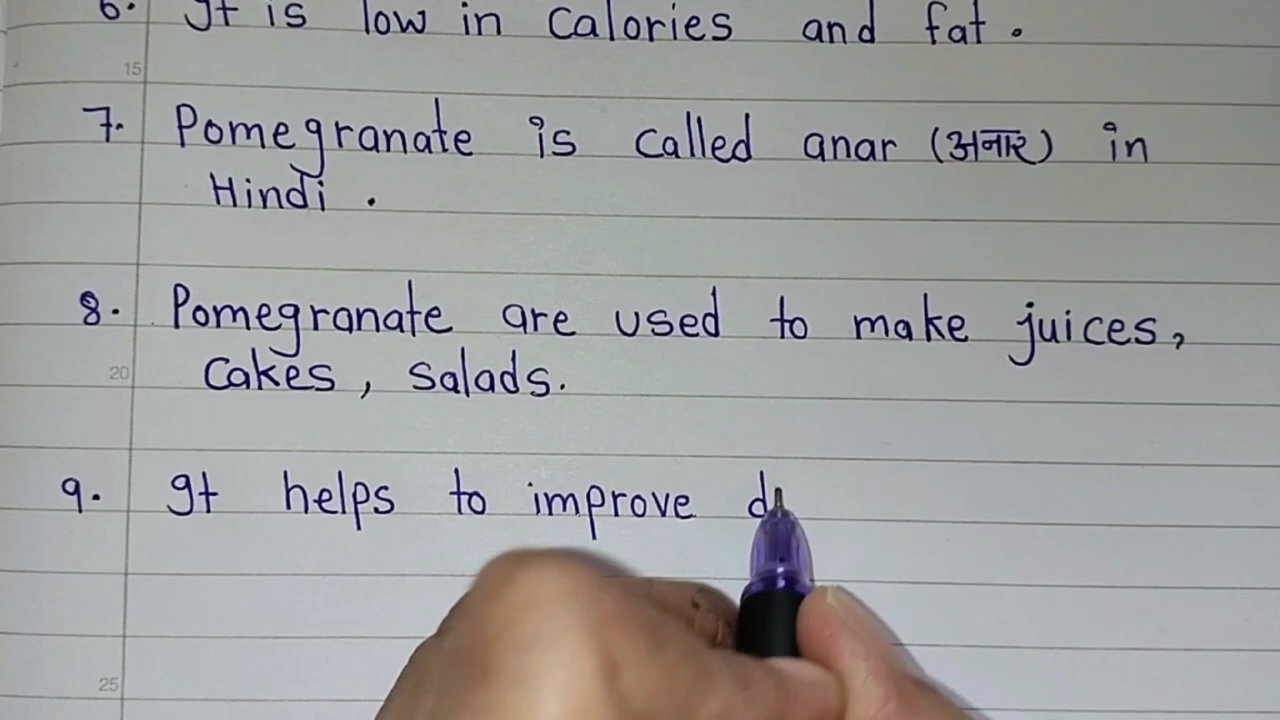 6. It is low in calories and fat.
15
7. Pomegranate is called anar (अनार) in
Hindi.
8. Pomegranate are used to make juices,
20
cakes, salads.
9. It helps to improve d
25